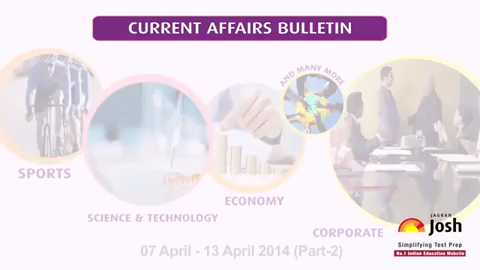 CURRENT AFFAIRS BULLETIN
AND MANY MORE
SPORTS
SCIENCE & TECHNOLOGY
ECONOMY
CORPORATE
JAGRAN
Josh
Simplifying Test Prep
No.1 Indian Education Website
07 April - 13 April 2014 (Part-2)